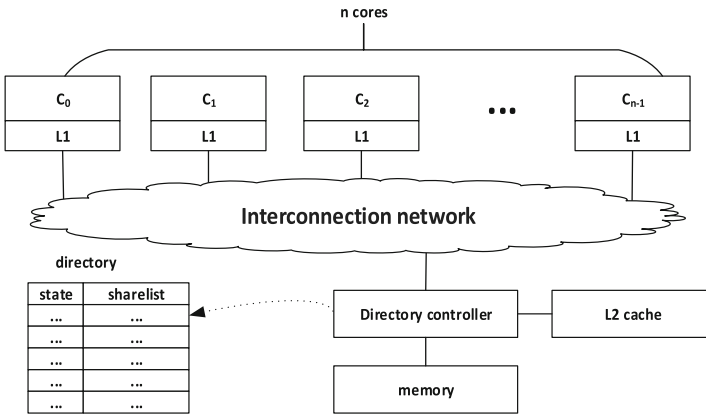 n cores
C0 C1 C2 ... Cn-1
L1 L1 L1 L1
Interconnection network
directory
state sharelist
... ...
... ...
... ...
... ...
... ...
Directory controller
L2 cache
memory